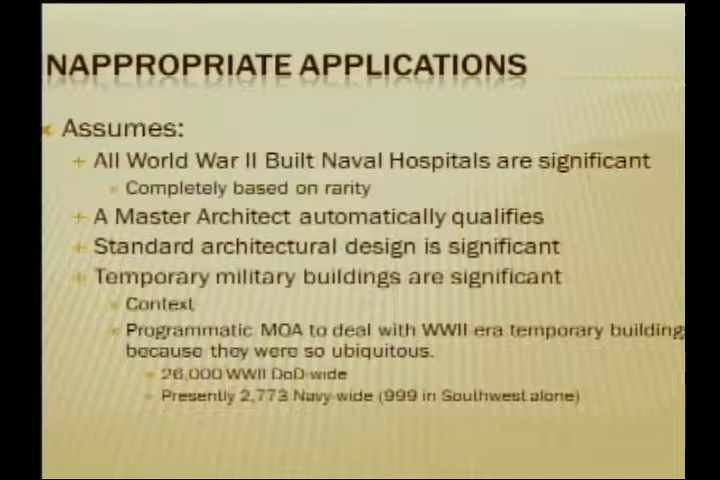 NAPPROPRIATE APPLICATIONS
Assumes:
All World War II Built Naval Hospitals are significant
Completely based on rarity
A Master Architect automatically qualifies
Standard architectural design is significant
Temporary military buildings are significant
Context
Programmatic MOA to deal with WWII-era temporary building
because they were so ubiquitous.
26,000 WWII DoD-wide
Presently 2,773 Navy-wide (999 in Southwest alone)